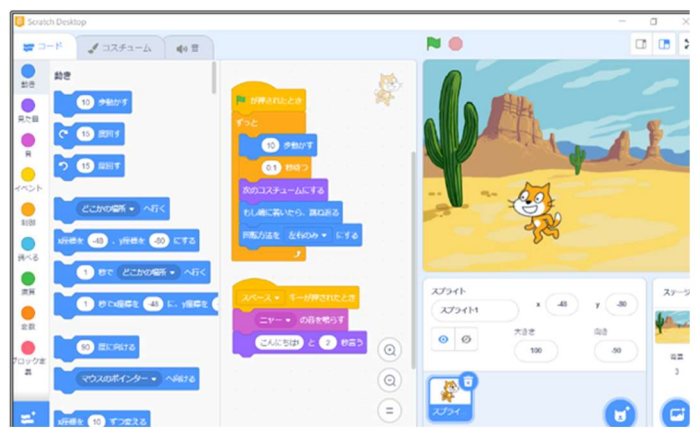 Scratch Desktop
コード
コスチューム
音
動き
見た目
音
イベント
制御
調べる
演算
変数
ブロック定義
動き
10 歩動かす
15 度回す
15 度回す
どこかの場所 へ行く
x座標を -48 、y座標を -80 にする
1 秒で どこかの場所 へ行く
1 秒でx座標を -48 に、y座標を
90 度に向ける
マウスのポインター へ向ける
x座標を 10 ずつ変える
が押されたとき
ずっと
10 歩動かす
0.1 秒待つ
次のコスチュームにする
もし端に着いたら、跳ね返る
回転方法を 左右のみ にする
スペース キーが押されたとき
ニャー の音を鳴らす
こんにちは! と 2 秒言う
スプライト
スプライト1
x -48 y -80
大きさ
100
向き
-90
スプライ
ステージ
背景
3